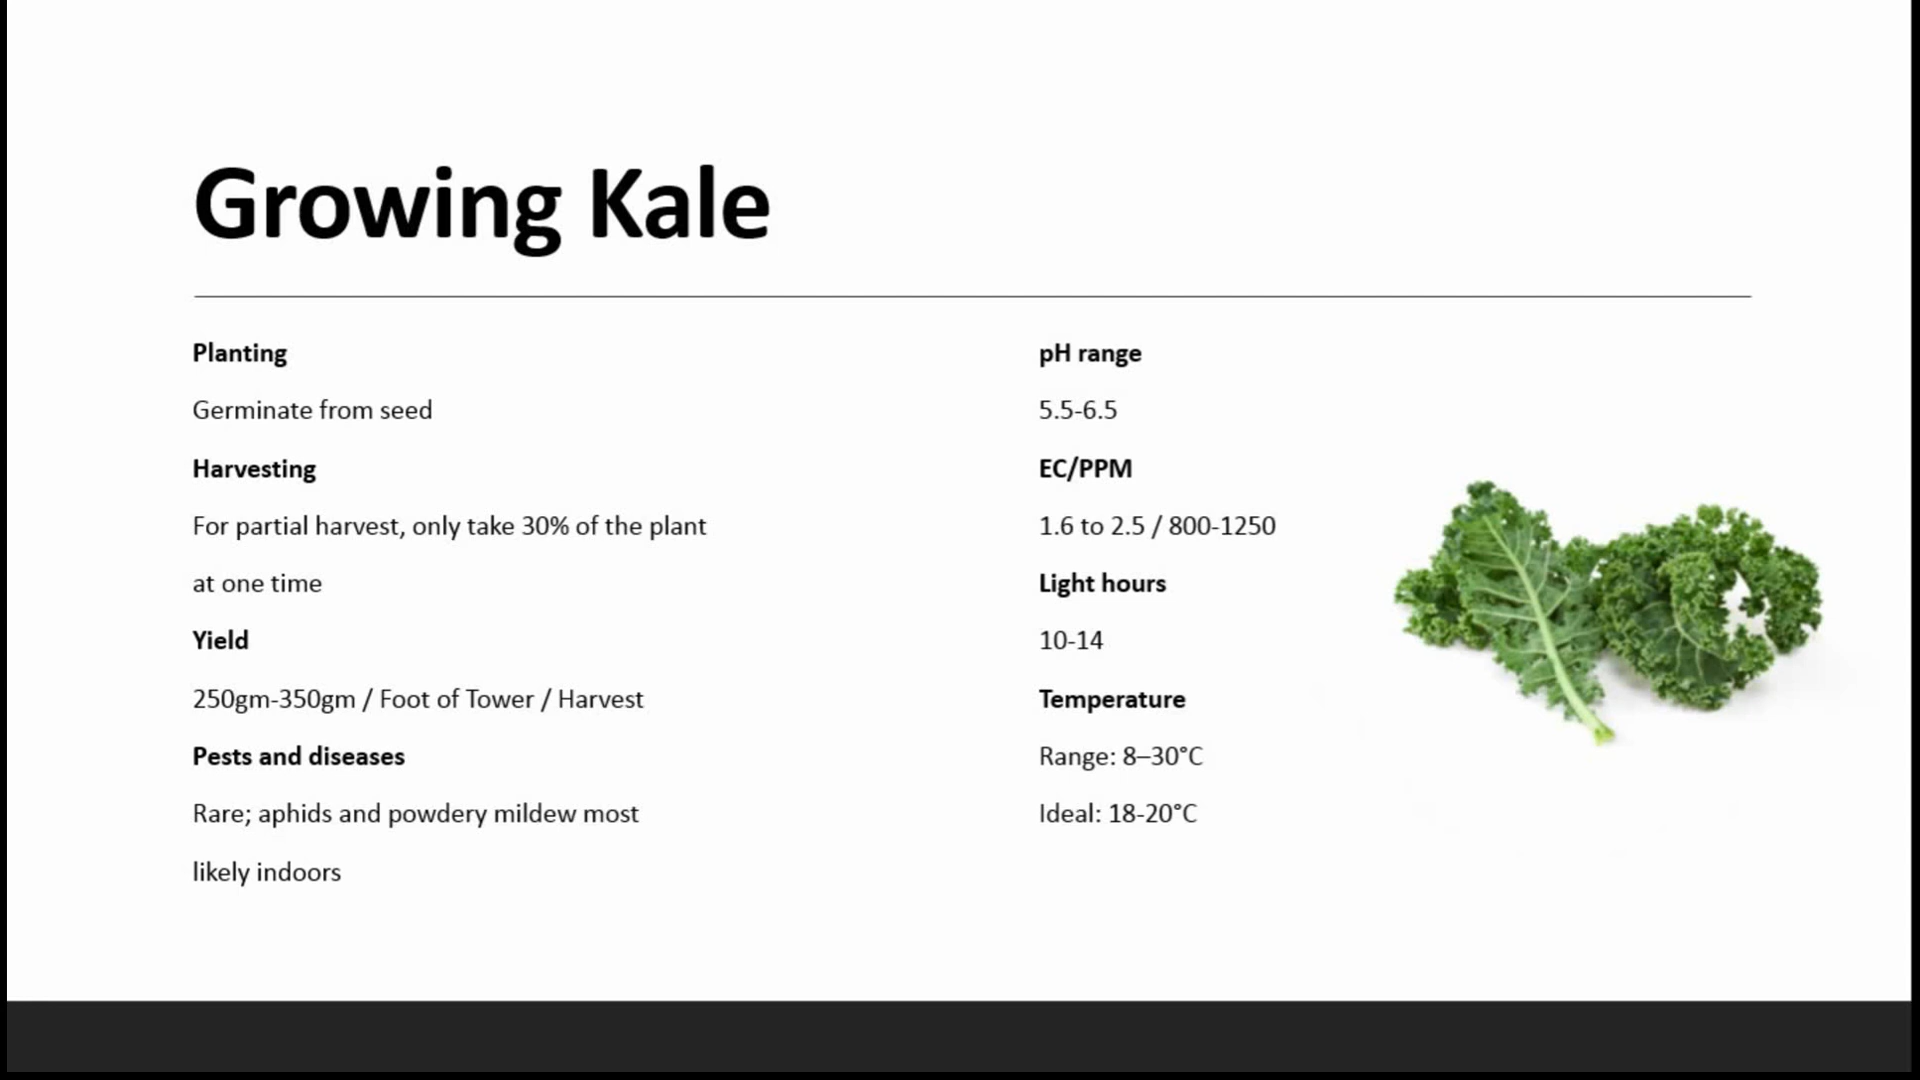 Growing Kale
Planting
Germinate from seed
Harvesting
For partial harvest, only take 30% of the plant
at one time
Yield
250gm-350gm / Foot of Tower / Harvest
Pests and diseases
Rare; aphids and powdery mildew most
likely indoors
pH range
5.5-6.5
EC/PPM
1.6 to 2.5 / 800-1250
Light hours
10-14
Temperature
Range: 8–30°C
Ideal: 18-20°C